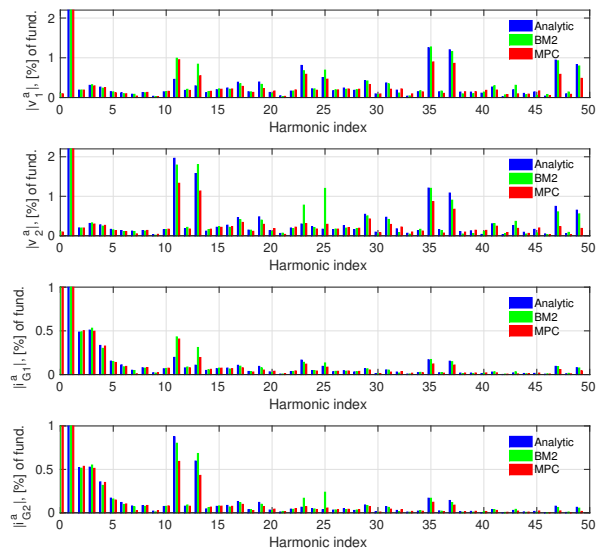 |v₁ᵃ|, [%] of fund.
2
1
0
Analytic
BM2
MPC
0 5 10 15 20 25 30 35 40 45 50
Harmonic index
|v₂ᵃ|, [%] of fund.
2
1
0
Analytic
BM2
MPC
0 5 10 15 20 25 30 35 40 45 50
Harmonic index
|i_G1ᵃ|, [%] of fund.
1
0.5
0
Analytic
BM2
MPC
0 5 10 15 20 25 30 35 40 45 50
Harmonic index
|i_G2ᵃ|, [%] of fund.
1
0.5
0
Analytic
BM2
MPC
0 5 10 15 20 25 30 35 40 45 50
Harmonic index